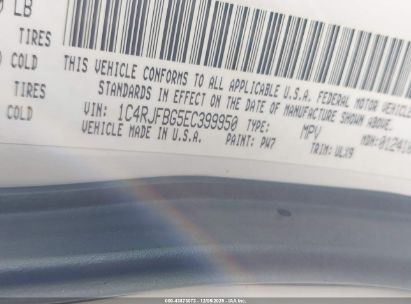 LB
TIRES
COLD
TIRES
COLD
THIS VEHICLE CONFORMS TO ALL APPLICABLE U.S.A. FEDERAL MOTOR VEHICLE
STANDARDS IN EFFECT ON THE DATE OF MANUFACTURE SHOWN ABOVE.
VIN: 1C4RJFBG5EC399950 TYPE: MPV
VEHICLE MADE IN U.S.A. PAINT: PW7 TRIM: ULX9